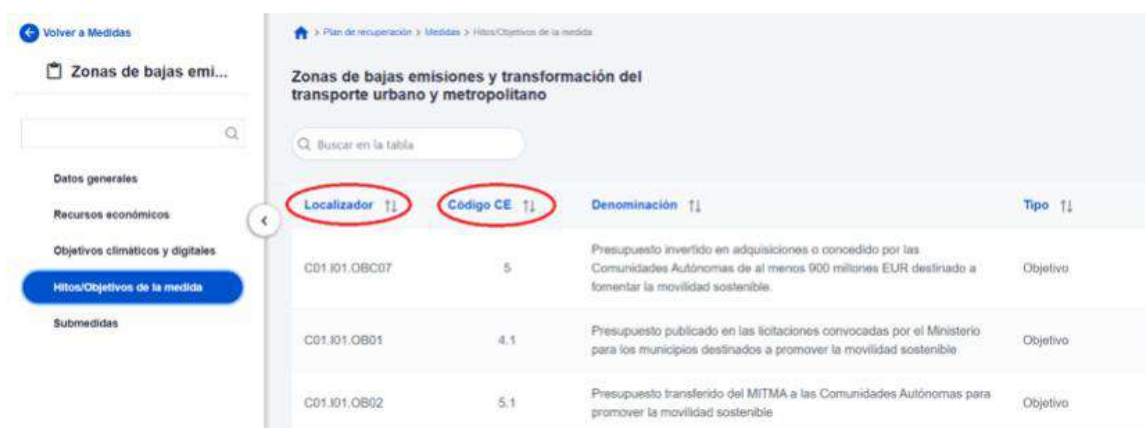 Volver a Medidas
Zonas de bajas emi...
Datos generales
Recursos económicos
Objetivos climáticos y digitales
Hitos/Objetivos de la medida
Submedidas
> Plan de recuperación > Medidas > Hitos/Objetivos de la medida
Zonas de bajas emisiones y transformación del
transporte urbano y metropolitano
Buscar en la tabla
Localizador Código CE Denominación Tipo
Presupuesto invertido en adquisiciones o concedido por las
C01.I01.OBC07 5 Comunidades Autónomas de al menos 900 millones EUR destinado a Objetivo
fomentar la movilidad sostenible.
Presupuesto publicado en las licitaciones convocadas por el Ministerio
C01.I01.OB01 4.1 para los municipios destinados a promover la movilidad sostenible Objetivo
Presupuesto transferido del MITMA a las Comunidades Autónomas para
C01.I01.OB02 5.1 promover la movilidad sostenible Objetivo